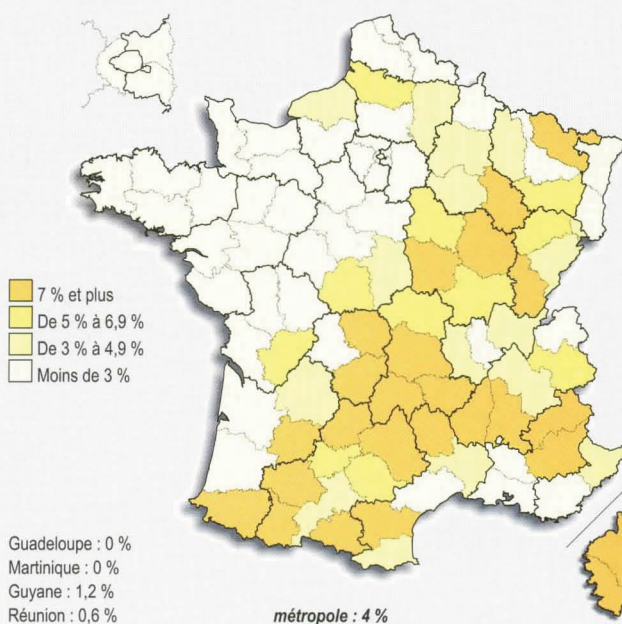 7 % et plus
De 5 % à 6,9 %
De 3 % à 4,9 %
Moins de 3 %
Guadeloupe : 0 %
Martinique : 0 %
Guyane : 1,2 %
Réunion : 0,6 %
métropole : 4 %